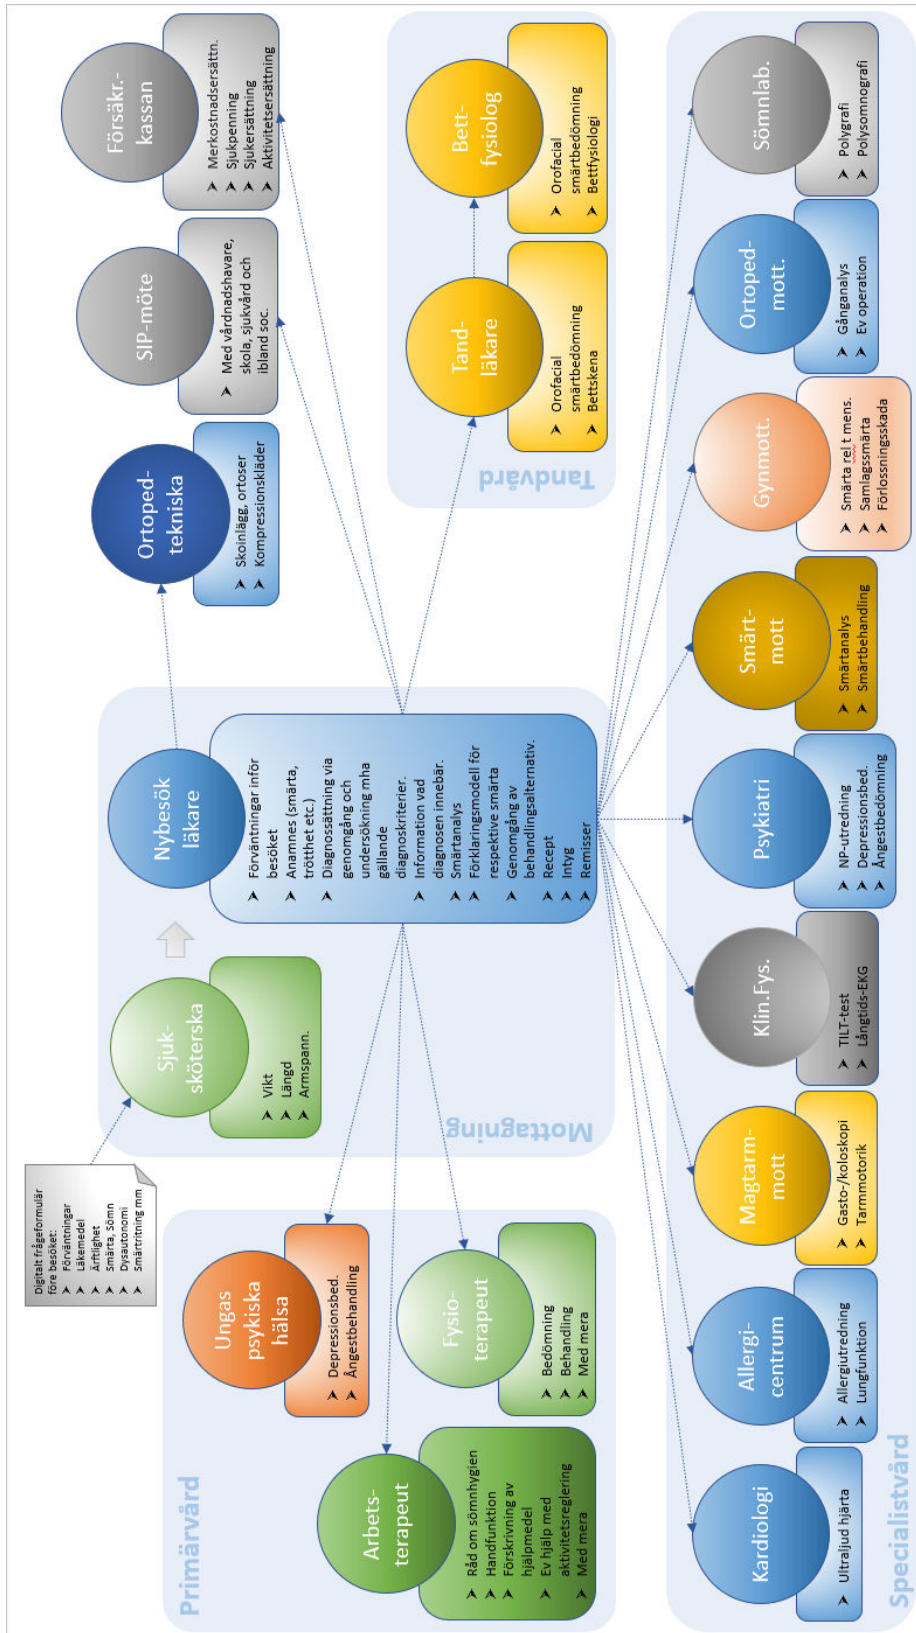 Digitalt frågeformulär
före besöket:
➢ Förväntningar
➢ Läkemedel
➢ Ärftlighet
➢ Smärta, Sömn
➢ Dysautonomi
➢ Smärtritning mm
Sjuk-
sköterska
➢ Vikt
➢ Längd
➢ Armspann.
Nybesök
läkare
➢ Förväntningar inför
besöket
➢ Anamnes (smärta,
trötthet etc.)
➢ Diagnossättning via
genomgång och
undersökning mha
gällande
diagnoskriterier.
➢ Information vad
diagnosen innebär.
➢ Smärtanalys
➢ Förklaringsmodell för
respektive smärta
➢ Genomgång av
behandlingsalternativ.
➢ Recept
➢ Intyg
➢ Remisser
Mottagning
Ortoped-
tekniska
➢ Skoinlägg, ortoser
➢ Kompressionskläder
SIP-möte
➢ Med vårdnadshavare,
skola, sjukvård och
ibland soc.
Försäkr.-
kassan
➢ Merkostnadsersättn.
➢ Sjukpenning
➢ Sjukersättning
➢ Aktivitetsersättning
Primärvård
Ungas
psykiska
hälsa
➢ Depressionsbed.
➢ Ångestbehandling
Arbets-
terapeut
➢ Råd om sömnhygien
➢ Handfunktion
➢ Förskrivning av
hjälpmedel
➢ Ev hjälp med
aktivitetsreglering
➢ Med mera
Fysio-
terapeut
➢ Bedömning
➢ Behandling
➢ Med mera
Tandvård
Tand-
läkare
➢ Orofacial
smärtbedömning
➢ Bettskena
Bett-
fysiolog
➢ Orofacial
smärtbedömning
➢ Bettfysiologi
Kardiologi
➢ Ultraljud hjärta
Allergi-
centrum
➢ Allergiutredning
➢ Lungfunktion
Magtarm-
mott
➢ Gasto-/koloskopi
➢ Tarmmotorik
Klin.Fys.
➢ TILT-test
➢ Långtids-EKG
Psykiatri
➢ NP-utredning
➢ Depressionsbed.
➢ Ångestbedömning
Smärt-
mott
➢ Smärtanalys
➢ Smärtbehandling
Gynmott.
➢ Smärta rel t mens.
➢ Samlagssmärta
➢ Förlossningsskada
Ortoped-
mott.
➢ Gånganalys
➢ Ev operation
Sömnlab.
➢ Polygrafi
➢ Polysomnografi
Specialistvård